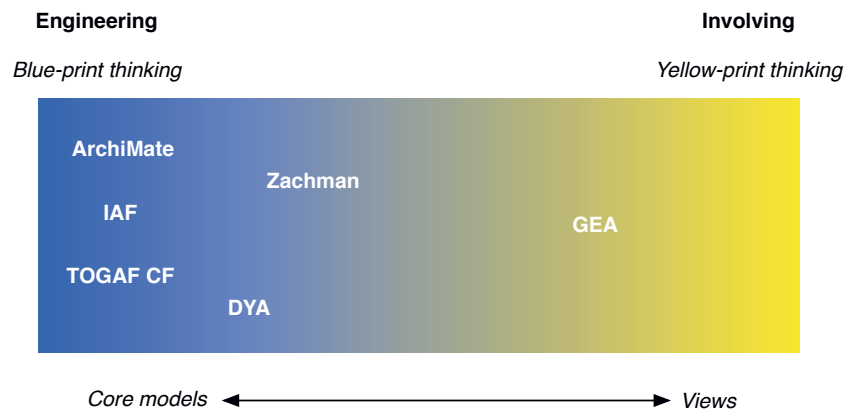 Engineering
Involving
Blue-print thinking
Yellow-print thinking
ArchiMate
Zachman
IAF
GEA
TOGAF CF
DYA
Core models
Views